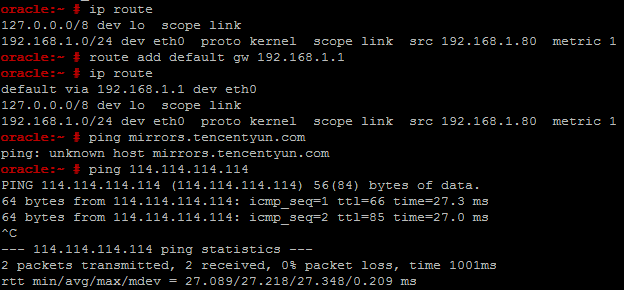 oracle:~ # ip route
127.0.0.0/8 dev lo  scope link
192.168.1.0/24 dev eth0  proto kernel  scope link  src 192.168.1.80  metric 1
oracle:~ # route add default gw 192.168.1.1
oracle:~ # ip route
default via 192.168.1.1 dev eth0
127.0.0.0/8 dev lo  scope link
192.168.1.0/24 dev eth0  proto kernel  scope link  src 192.168.1.80  metric 1
oracle:~ # ping mirrors.tencentyun.com
ping: unknown host mirrors.tencentyun.com
oracle:~ # ping 114.114.114.114
PING 114.114.114.114 (114.114.114.114) 56(84) bytes of data.
64 bytes from 114.114.114.114: icmp_seq=1 ttl=66 time=27.3 ms
64 bytes from 114.114.114.114: icmp_seq=2 ttl=85 time=27.0 ms
^C
--- 114.114.114.114 ping statistics ---
2 packets transmitted, 2 received, 0% packet loss, time 1001ms
rtt min/avg/max/mdev = 27.089/27.218/27.348/0.209 ms